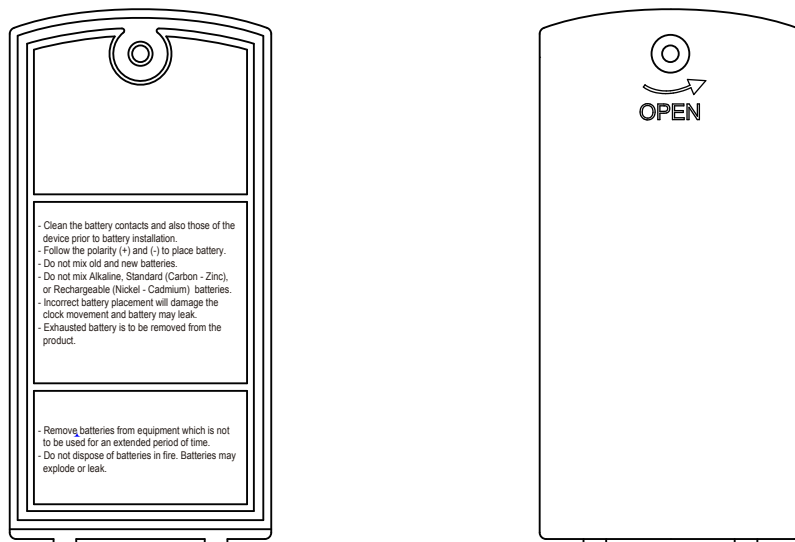 - Clean the battery contacts and also those of the
device prior to battery installation.
- Follow the polarity (+) and (-) to place battery.
- Do not mix old and new batteries.
- Do not mix Alkaline, Standard (Carbon - Zinc),
or Rechargeable (Nickel - Cadmium) batteries.
- Incorrect battery placement will damage the
clock movement and battery may leak.
- Exhausted battery is to be removed from the
product.
- Remove batteries from equipment which is not
to be used for an extended period of time.
- Do not dispose of batteries in fire. Batteries may
explode or leak.
OPEN